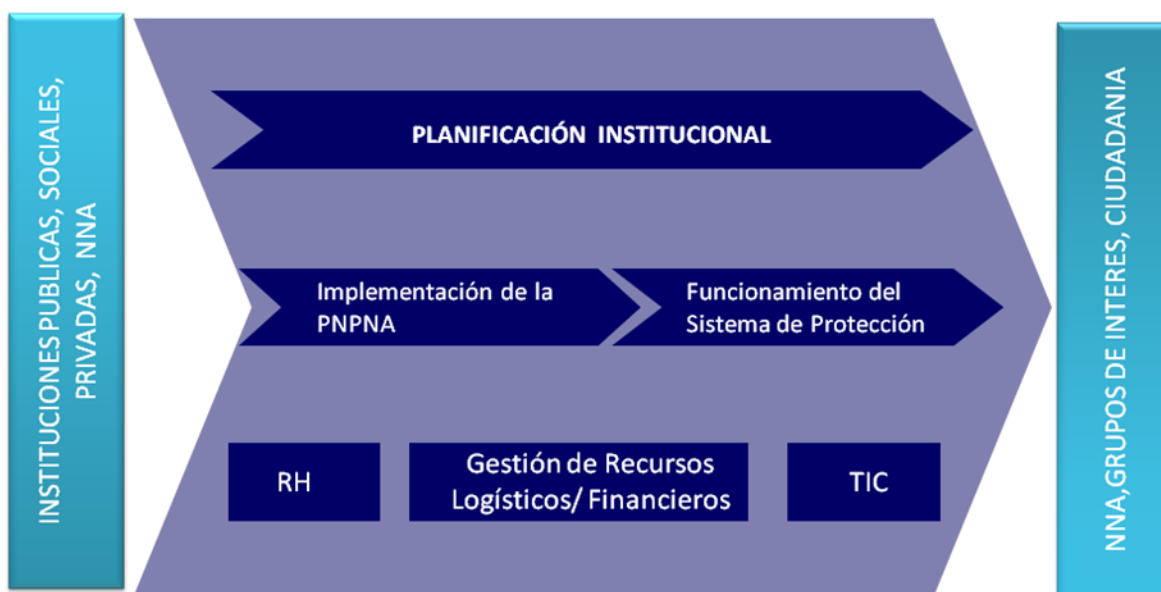 INSTITUCIONES PUBLICAS, SOCIALES,
PRIVADAS, NNA
PLANIFICACIÓN INSTITUCIONAL
Implementación de la
PNPNA
Funcionamiento del
Sistema de Protección
RH
Gestión de Recursos
Logísticos/ Financieros
TIC
NNA,GRUPOS DE INTERES, CIUDADANIA